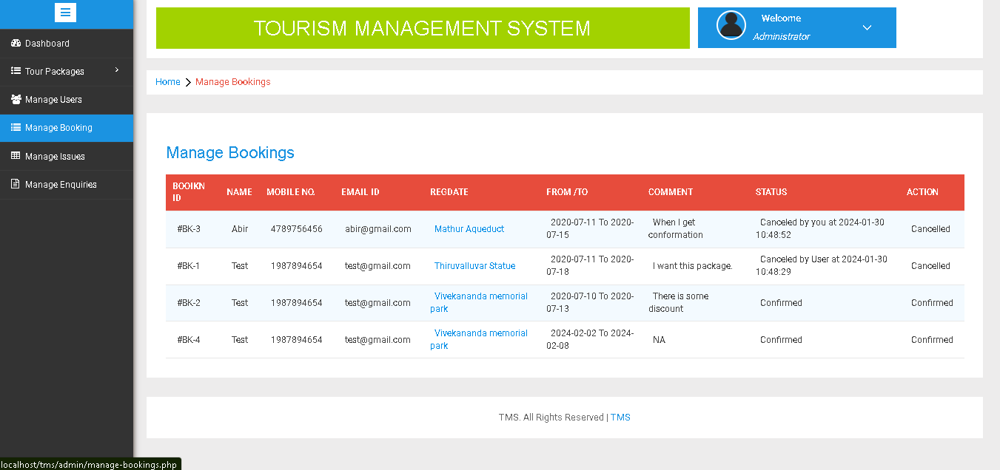 TOURISM MANAGEMENT SYSTEM
Welcome
Administrator
Dashboard
Tour Packages
Manage Users
Manage Booking
Manage Issues
Manage Enquiries
Home > Manage Bookings
Manage Bookings
BOOIKN ID NAME MOBILE NO. EMAIL ID REGDATE FROM /TO COMMENT STATUS ACTION
#BK-3 Abir 4789756456 abir@gmail.com Mathur Aqueduct 2020-07-11 To 2020-07-15 When I get conformation Canceled by you at 2024-01-30 10:48:52 Cancelled
#BK-1 Test 1987894654 test@gmail.com Thiruvalluvar Statue 2020-07-11 To 2020-07-18 I want this package. Canceled by User at 2024-01-30 10:48:29 Cancelled
#BK-2 Test 1987894654 test@gmail.com Vivekananda memorial park 2020-07-10 To 2020-07-13 There is some discount Confirmed Confirmed
#BK-4 Test 1987894654 test@gmail.com Vivekananda memorial park 2024-02-02 To 2024-02-08 NA Confirmed Confirmed
TMS. All Rights Reserved | TMS
localhost/tms/admin/manage-bookings.php